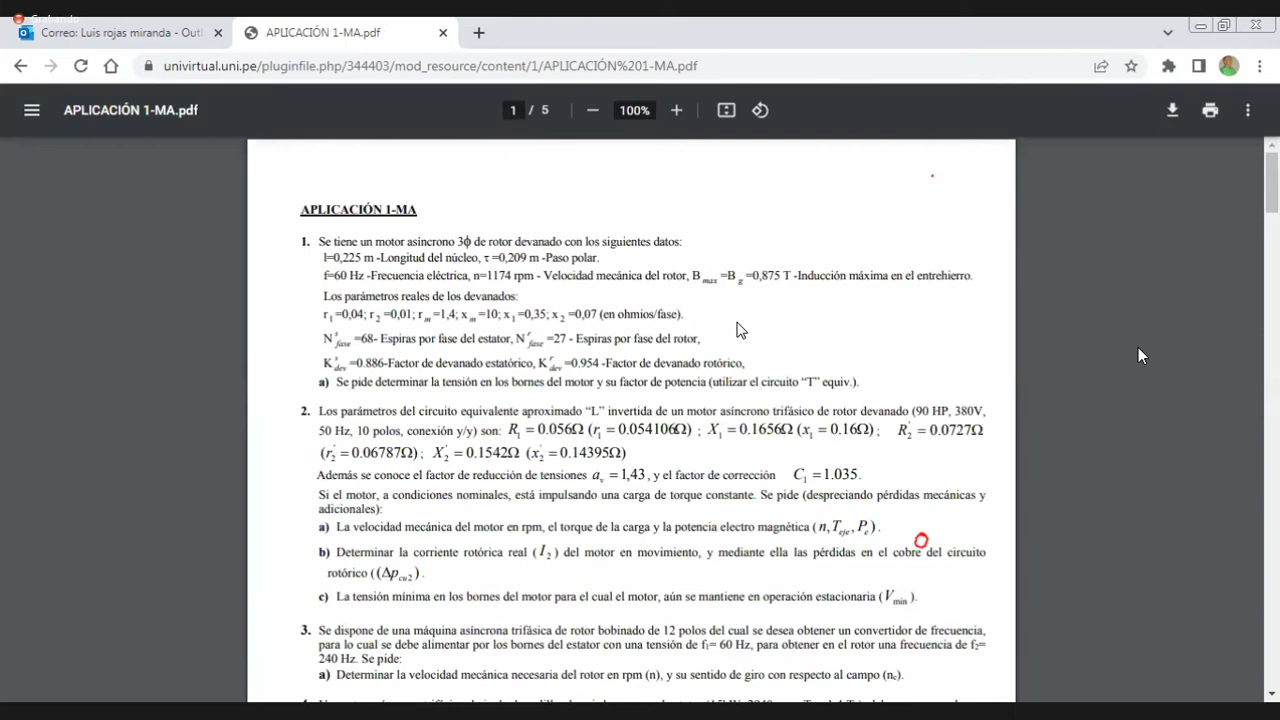 Grabando
Correo: Luis rojas miranda - Outl
APLICACIÓN 1-MA.pdf
univirtual.uni.pe/pluginfile.php/344403/mod_resource/content/1/APLICACIÓN%201-MA.pdf
APLICACIÓN 1-MA.pdf
1 / 5
100%
APLICACIÓN 1-MA
1. Se tiene un motor asíncrono 3ϕ de rotor devanado con los siguientes datos:
l=0,225 m -Longitud del núcleo, τ =0,209 m -Paso polar.
f=60 Hz -Frecuencia eléctrica, n=1174 rpm - Velocidad mecánica del rotor, B max =B g =0,875 T -Inducción máxima en el entrehierro.
Los parámetros reales de los devanados:
r 1 =0,04; r 2 =0,01; r m =1,4; x m =10; x 1 =0,35; x 2 =0,07 (en ohmios/fase).
N s fase =68- Espiras por fase del estator, N r fase =27 - Espiras por fase del rotor,
K s dev =0.886-Factor de devanado estatórico, K r dev =0.954 -Factor de devanado rotórico,
a) Se pide determinar la tensión en los bornes del motor y su factor de potencia (utilizar el circuito “T” equiv.).
2. Los parámetros del circuito equivalente aproximado “L” invertida de un motor asíncrono trifásico de rotor devanado (90 HP, 380V,
50 Hz, 10 polos, conexión y/y) son: R1 = 0.056Ω (r1 = 0.054106Ω) ; X1 = 0.1656Ω (x1 = 0.16Ω) ; R2' = 0.0727Ω
(r2' = 0.06787Ω) ; X2' = 0.1542Ω (x2' = 0.14395Ω)
Además se conoce el factor de reducción de tensiones av = 1,43, y el factor de corrección C1 = 1.035.
Si el motor, a condiciones nominales, está impulsando una carga de torque constante. Se pide (despreciando pérdidas mecánicas y
adicionales):
a) La velocidad mecánica del motor en rpm, el torque de la carga y la potencia electro magnética (n, Teje, Pe) .
b) Determinar la corriente rotórica real (I2) del motor en movimiento, y mediante ella las pérdidas en el cobre del circuito
rotórico ((Δpcu2) .
c) La tensión mínima en los bornes del motor para el cual el motor, aún se mantiene en operación estacionaria (Vmin ).
3. Se dispone de una máquina asíncrona trifásica de rotor bobinado de 12 polos del cual se desea obtener un convertidor de frecuencia,
para lo cual se debe alimentar por los bornes del estator con una tensión de f1= 60 Hz, para obtener en el rotor una frecuencia de f2=
240 Hz. Se pide:
a) Determinar la velocidad mecánica necesaria del rotor en rpm (n), y su sentido de giro con respecto al campo (nc).